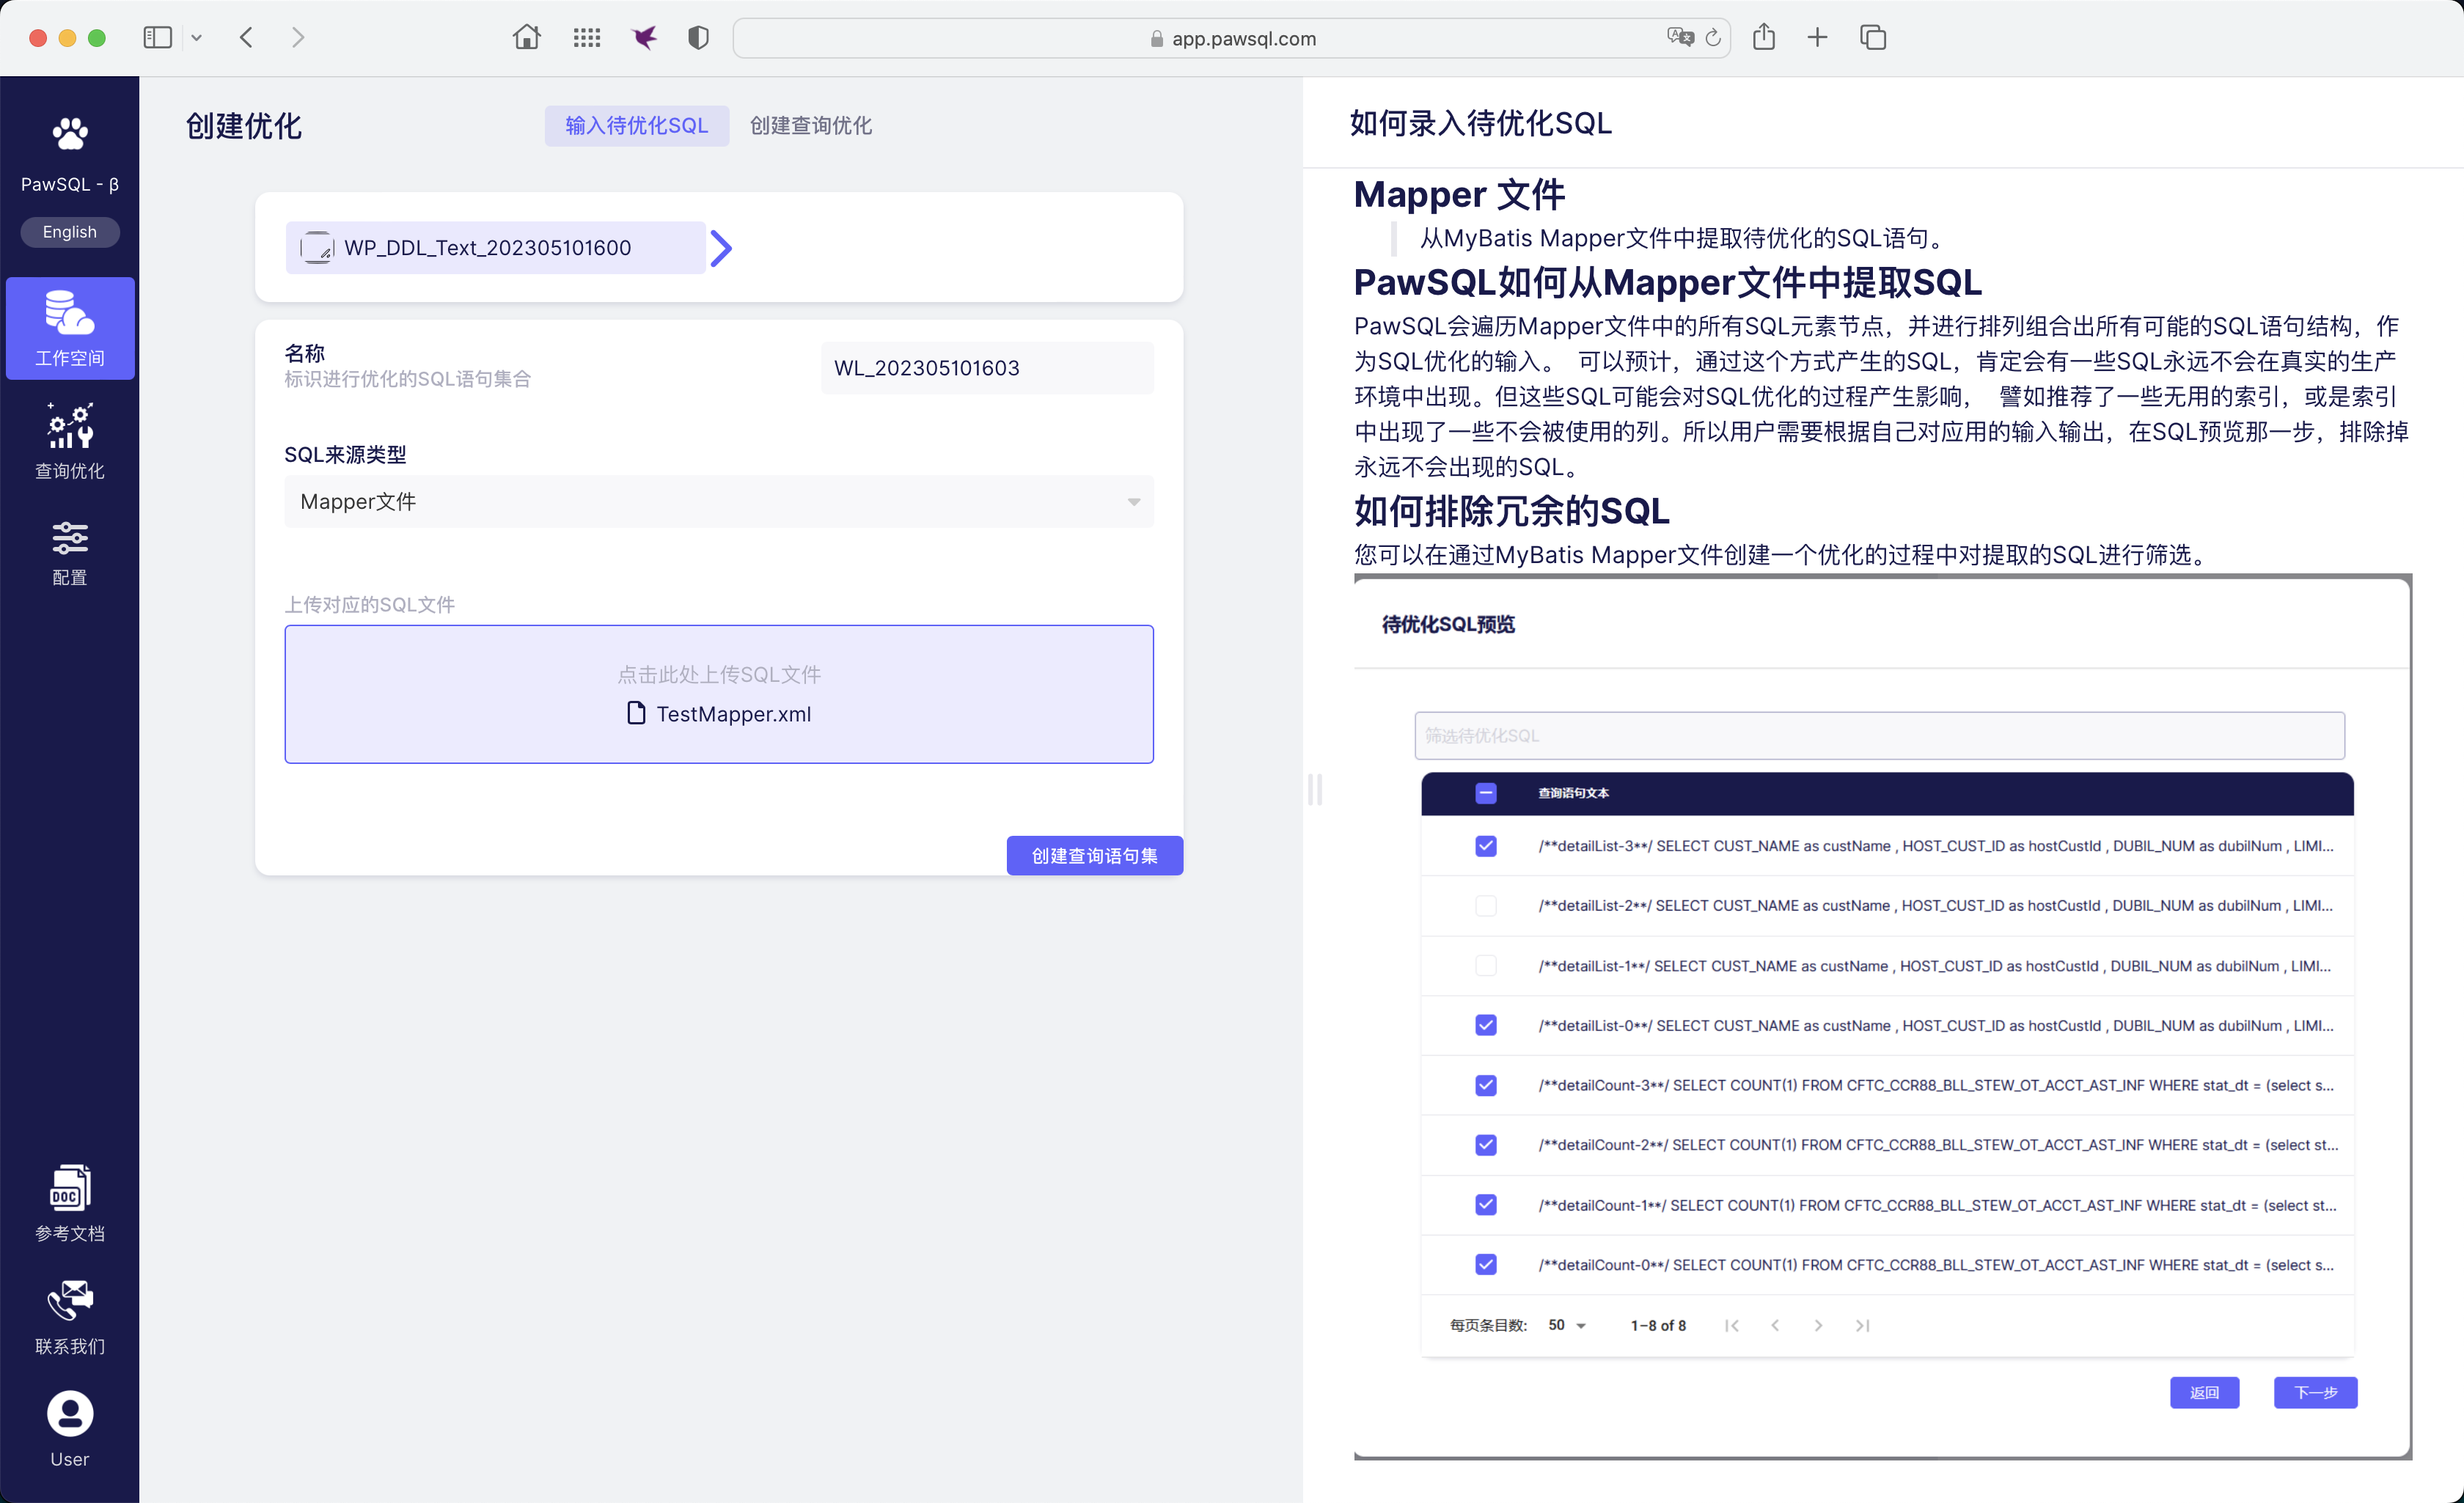 app.pawsql.com
PawSQL - β
English
工作空间
查询优化
配置
DOC
参考文档
联系我们
User
创建优化
输入待优化SQL
创建查询优化
WP_DDL_Text_202305101600
名称
标识进行优化的SQL语句集合
WL_202305101603
SQL来源类型
Mapper文件
上传对应的SQL文件
点击此处上传SQL文件
TestMapper.xml
创建查询语句集
如何录入待优化SQL
Mapper 文件
从MyBatis Mapper文件中提取待优化的SQL语句。
PawSQL如何从Mapper文件中提取SQL
PawSQL会遍历Mapper文件中的所有SQL元素节点，并进行排列组合出所有可能的SQL语句结构，作
为SQL优化的输入。 可以预计，通过这个方式产生的SQL，肯定会有一些SQL永远不会在真实的生产
环境中出现。但这些SQL可能会对SQL优化的过程产生影响， 譬如推荐了一些无用的索引，或是索引
中出现了一些不会被使用的列。所以用户需要根据自己对应用的输入输出，在SQL预览那一步，排除掉
永远不会出现的SQL。
如何排除冗余的SQL
您可以在通过MyBatis Mapper文件创建一个优化的过程中对提取的SQL进行筛选。
待优化SQL预览
筛选待优化SQL
查询语句文本
/**detailList-3**/ SELECT CUST_NAME as custName , HOST_CUST_ID as hostCustId , DUBIL_NUM as dubilNum , LIMI...
/**detailList-2**/ SELECT CUST_NAME as custName , HOST_CUST_ID as hostCustId , DUBIL_NUM as dubilNum , LIMI...
/**detailList-1**/ SELECT CUST_NAME as custName , HOST_CUST_ID as hostCustId , DUBIL_NUM as dubilNum , LIMI...
/**detailList-0**/ SELECT CUST_NAME as custName , HOST_CUST_ID as hostCustId , DUBIL_NUM as dubilNum , LIMI...
/**detailCount-3**/ SELECT COUNT(1) FROM CFTC_CCR88_BLL_STEW_OT_ACCT_AST_INF WHERE stat_dt = (select s...
/**detailCount-2**/ SELECT COUNT(1) FROM CFTC_CCR88_BLL_STEW_OT_ACCT_AST_INF WHERE stat_dt = (select st...
/**detailCount-1**/ SELECT COUNT(1) FROM CFTC_CCR88_BLL_STEW_OT_ACCT_AST_INF WHERE stat_dt = (select st...
/**detailCount-0**/ SELECT COUNT(1) FROM CFTC_CCR88_BLL_STEW_OT_ACCT_AST_INF WHERE stat_dt = (select s...
每页条目数: 50 1–8 of 8
返回
下一步